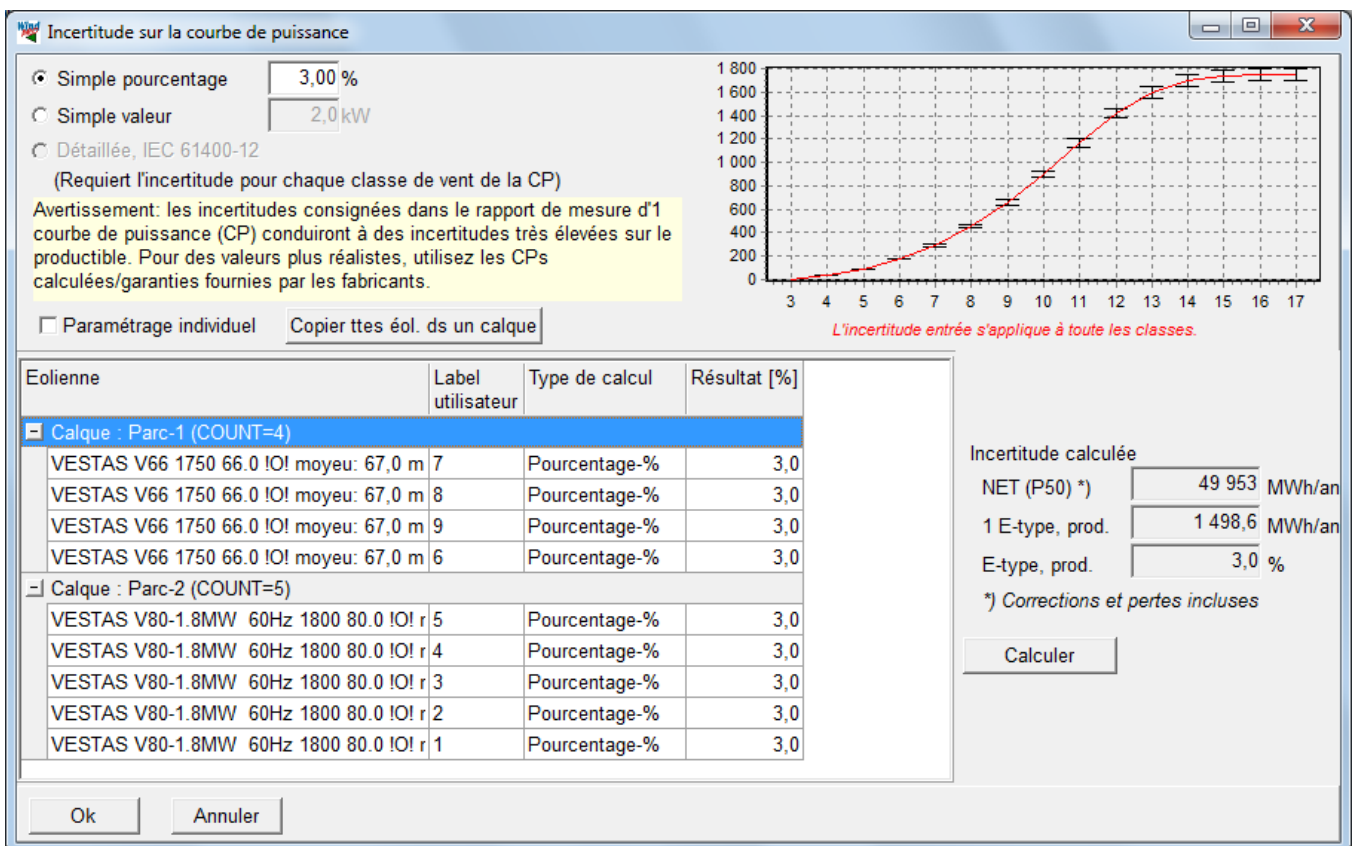 Incertitude sur la courbe de puissance
Simple pourcentage 3,00 %
Simple valeur 2,0 kW
Détaillée, IEC 61400-12
(Requiert l'incertitude pour chaque classe de vent de la CP)
Avertissement: les incertitudes consignées dans le rapport de mesure d'1
courbe de puissance (CP) conduiront à des incertitudes très élevées sur le
productible. Pour des valeurs plus réalistes, utilisez les CPs
calculées/garanties fournies par les fabricants.
Paramétrage individuel Copier ttes éol. ds un calque
1 800
1 600
1 400
1 200
1 000
800
600
400
200
0
3 4 5 6 7 8 9 10 11 12 13 14 15 16 17
L'incertitude entrée s'applique à toute les classes.
Eolienne Label utilisateur Type de calcul Résultat [%]
Calque : Parc-1 (COUNT=4)
VESTAS V66 1750 66.0 !O! moyeu: 67,0 m 7 Pourcentage-% 3,0
VESTAS V66 1750 66.0 !O! moyeu: 67,0 m 8 Pourcentage-% 3,0
VESTAS V66 1750 66.0 !O! moyeu: 67,0 m 9 Pourcentage-% 3,0
VESTAS V66 1750 66.0 !O! moyeu: 67,0 m 6 Pourcentage-% 3,0
Calque : Parc-2 (COUNT=5)
VESTAS V80-1.8MW 60Hz 1800 80.0 !O! r 5 Pourcentage-% 3,0
VESTAS V80-1.8MW 60Hz 1800 80.0 !O! r 4 Pourcentage-% 3,0
VESTAS V80-1.8MW 60Hz 1800 80.0 !O! r 3 Pourcentage-% 3,0
VESTAS V80-1.8MW 60Hz 1800 80.0 !O! r 2 Pourcentage-% 3,0
VESTAS V80-1.8MW 60Hz 1800 80.0 !O! r 1 Pourcentage-% 3,0
Incertitude calculée
NET (P50) *) 49 953 MWh/an
1 E-type, prod. 1 498,6 MWh/an
E-type, prod. 3,0 %
*) Corrections et pertes incluses
Calculer
Ok Annuler